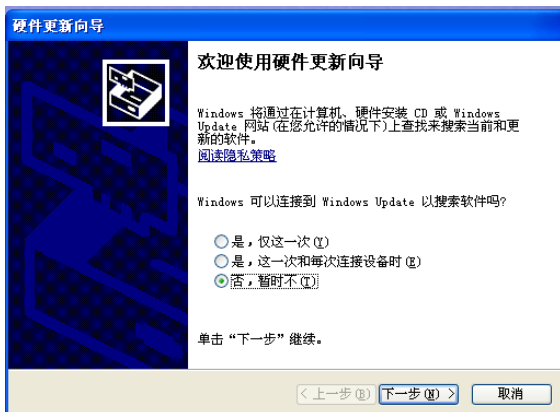 硬件更新向导
欢迎使用硬件更新向导
Windows 将通过在计算机、硬件安装 CD 或 Windows
Update 网站(在您允许的情况下)上查找来搜索当前和更
新的软件。
阅读隐私策略
Windows 可以连接到 Windows Update 以搜索软件吗?
是，仅这一次(Y)
是，这一次和每次连接设备时(E)
否，暂时不(T)
单击“下一步”继续。
< 上一步(B) 下一步(N) > 取消